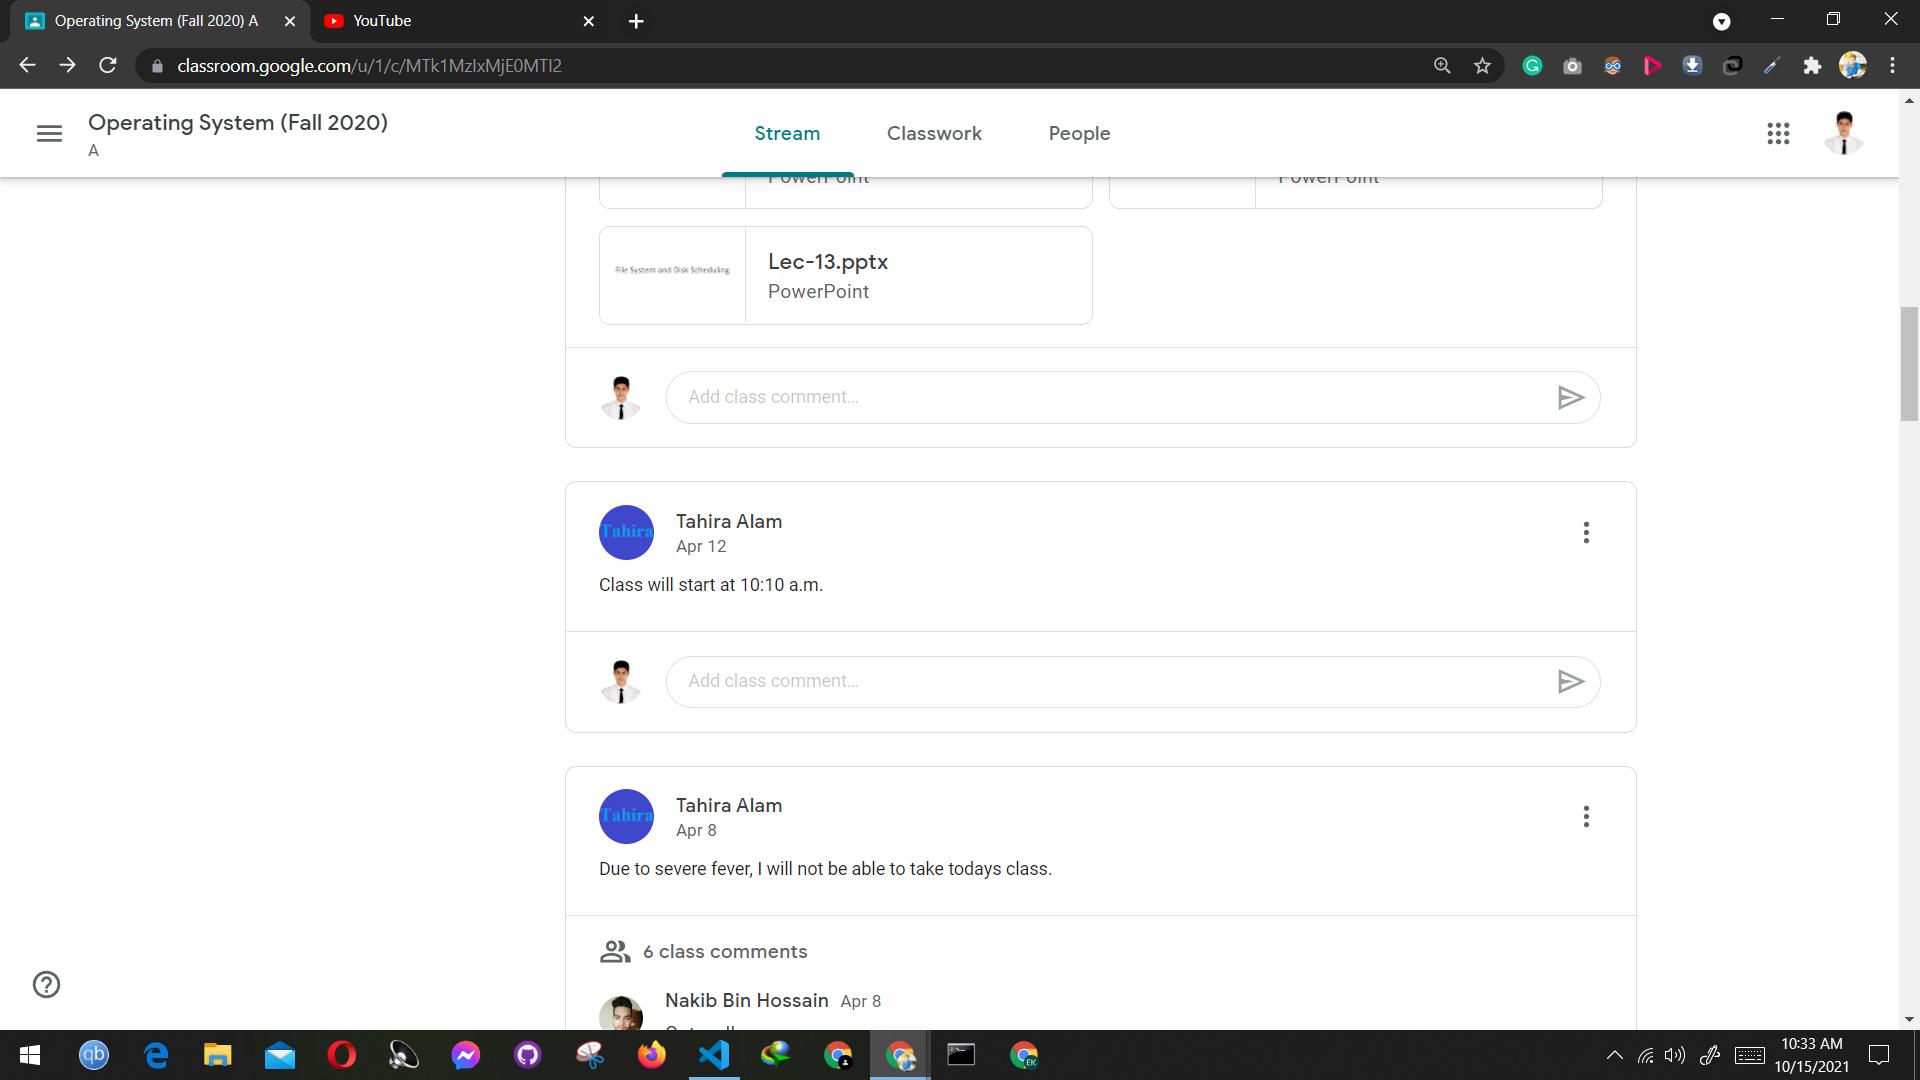 Operating System (Fall 2020) A
YouTube
classroom.google.com/u/1/c/MTk1MzIxMjE0MTI2
Operating System (Fall 2020)
A
Stream
Classwork
People
PowerPoint
PowerPoint
File System and Disk Scheduling
Lec-13.pptx
PowerPoint
Add class comment...
Tahira
Tahira Alam
Apr 12
Class will start at 10:10 a.m.
Add class comment...
Tahira
Tahira Alam
Apr 8
Due to severe fever, I will not be able to take todays class.
6 class comments
Nakib Bin Hossain Apr 8
qb
EK
10:33 AM
10/15/2021